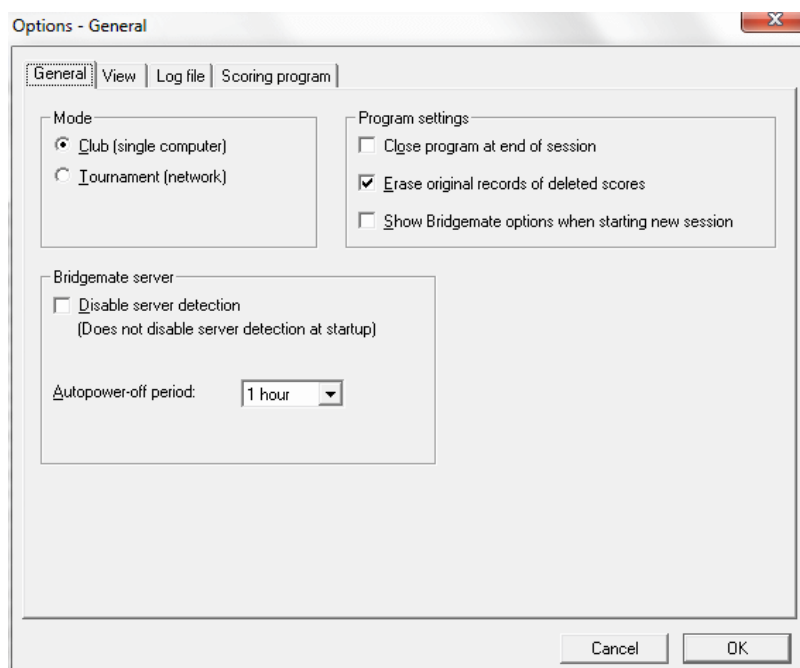 Options - General
x
General View Log file Scoring program
Mode
Club (single computer)
Tournament (network)
Program settings
Close program at end of session
Erase original records of deleted scores
Show Bridgemate options when starting new session
Bridgemate server
Disable server detection
(Does not disable server detection at startup)
Autopower-off period: 1 hour
Cancel OK